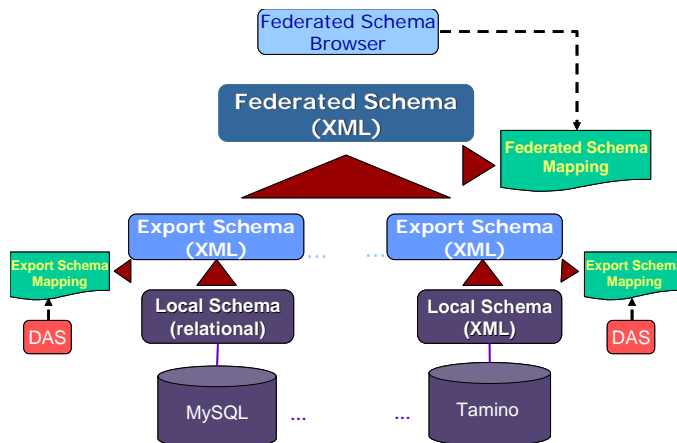 Federated Schema
Browser
Federated Schema
(XML)
Federated Schema
Mapping
Export Schema
(XML)
...
...
Export Schema
(XML)
Export Schema
Mapping
Export Schema
Mapping
Local Schema
(relational)
Local Schema
(XML)
DAS
DAS
MySQL
...
...
Tamino